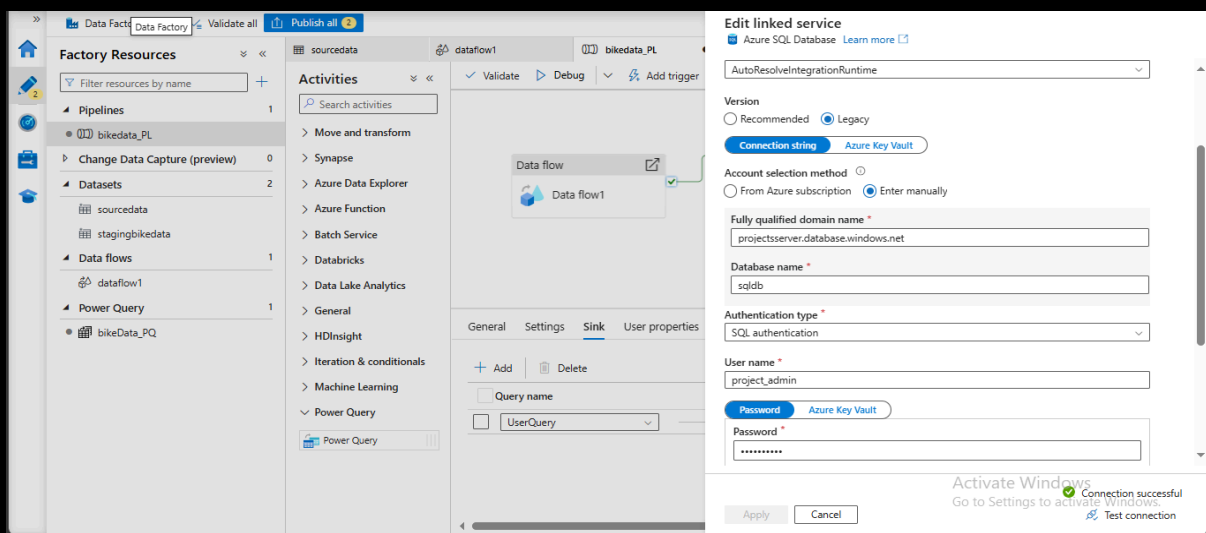 Data Factory
Validate all
Publish all 2
Data Factory
Factory Resources
Filter resources by name
2
Pipelines 1
bikedata_PL
Change Data Capture (preview) 0
Datasets 2
sourcedata
stagingbikedata
Data flows 1
dataflow1
Power Query 1
bikeData_PQ
sourcedata
dataflow1
bikedata_PL
Activities
Search activities
Move and transform
Synapse
Azure Data Explorer
Azure Function
Batch Service
Databricks
Data Lake Analytics
General
HDInsight
Iteration & conditionals
Machine Learning
Power Query
Power Query
Validate Debug Add trigger
Data flow
Data flow1
General Settings Sink User properties
Add Delete
Query name
UserQuery
Edit linked service
Azure SQL Database Learn more
AutoResolveIntegrationRuntime
Version
Recommended Legacy
Connection string Azure Key Vault
Account selection method
From Azure subscription Enter manually
Fully qualified domain name *
projectsserver.database.windows.net
Database name *
sqldb
Authentication type *
SQL authentication
User name *
project_admin
Password Azure Key Vault
Password *
••••••••••
Activate Windows
Go to Settings to activate Windows.
Connection successful
Apply Cancel
Test connection